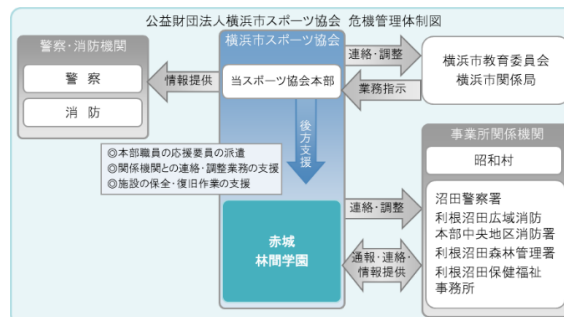 公益財団法人横浜市スポーツ協会 危機管理体制図
警察・消防機関
警 察
消 防
情報提供
横浜市スポーツ協会
当スポーツ協会本部
後方支援
◎本部職員の応援要員の派遣
◎関係機関との連絡・調整業務の支援
◎施設の保全・復旧作業の支援
赤城
林間学園
連絡・調整
業務指示
横浜市教育委員会
横浜市関係局
連絡・調整
通報・連絡・
情報提供
事業所関係機関
昭和村
沼田警察署
利根沼田広域消防
本部中央地区消防署
利根沼田森林管理署
利根沼田保健福祉
事務所